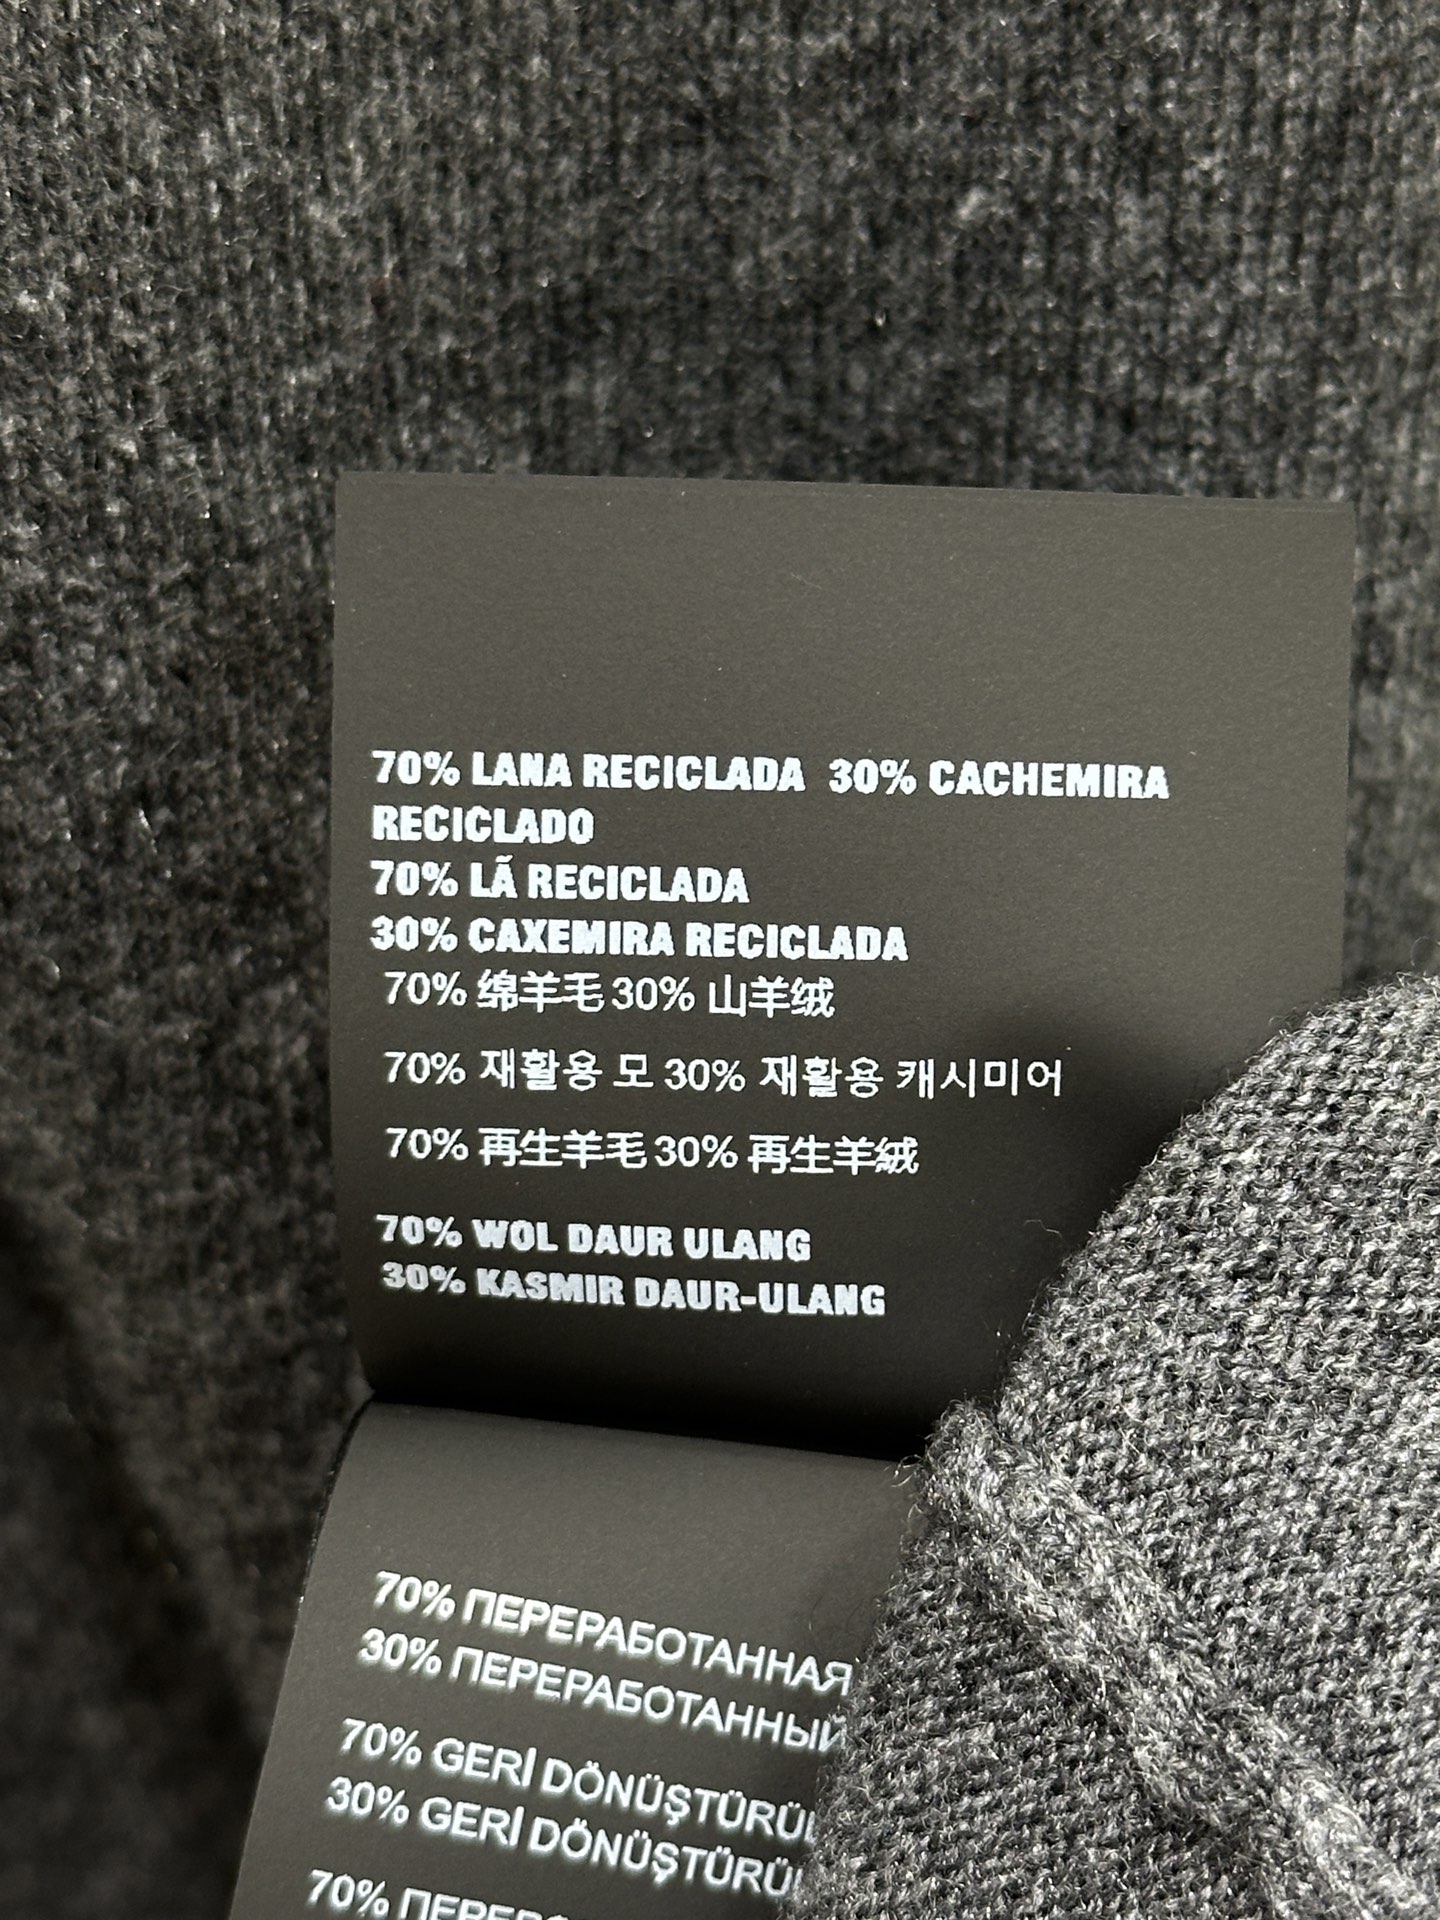 70% LANA RECICLADA 30% CACHEMIRA
RECICLADO
70% LÃ RECICLADA
30% CAXEMIRA RECICLADA
70% 绵羊毛 30% 山羊绒
70% 재활용 모 30% 재활용 캐시미어
70% 再生羊毛 30% 再生羊絨
70% WOL DAUR ULANG
30% KASMIR DAUR-ULANG
70% ПЕРЕРАБОТАННАЯ
30% ПЕРЕРАБОТАННЫЙ
70% GERİ
30% GERİ
70%